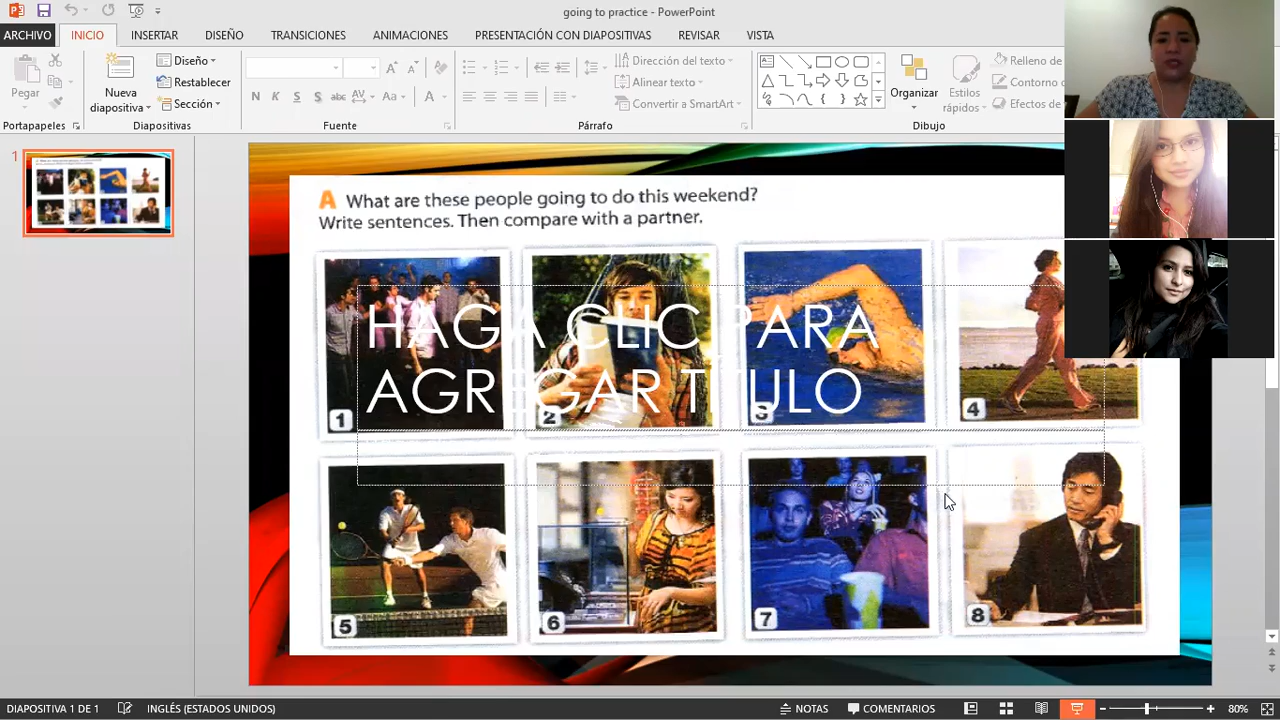 going to practice - PowerPoint
ARCHIVO INICIO INSERTAR DISEÑO TRANSICIONES ANIMACIONES PRESENTACIÓN CON DIAPOSITIVAS REVISAR VISTA
Pegar
Nueva
diapositiva
Diseño
Restablecer
Sección
N K S S abc AV Aa A
Dirección del texto
Alinear texto
Convertir a SmartArt
Organizar
Estilos
rápidos
Relleno de
Contorno
Efectos de
Portapapeles Diapositivas Fuente Párrafo Dibujo
1
A What are these people going to do this weekend?
Write sentences. Then compare with a partner.
HAGA CLIC PARA
AGREGAR TÍTULO
1 2 3 4
5 6 7 8
DIAPOSITIVA 1 DE 1 INGLÉS (ESTADOS UNIDOS) NOTAS COMENTARIOS 80%